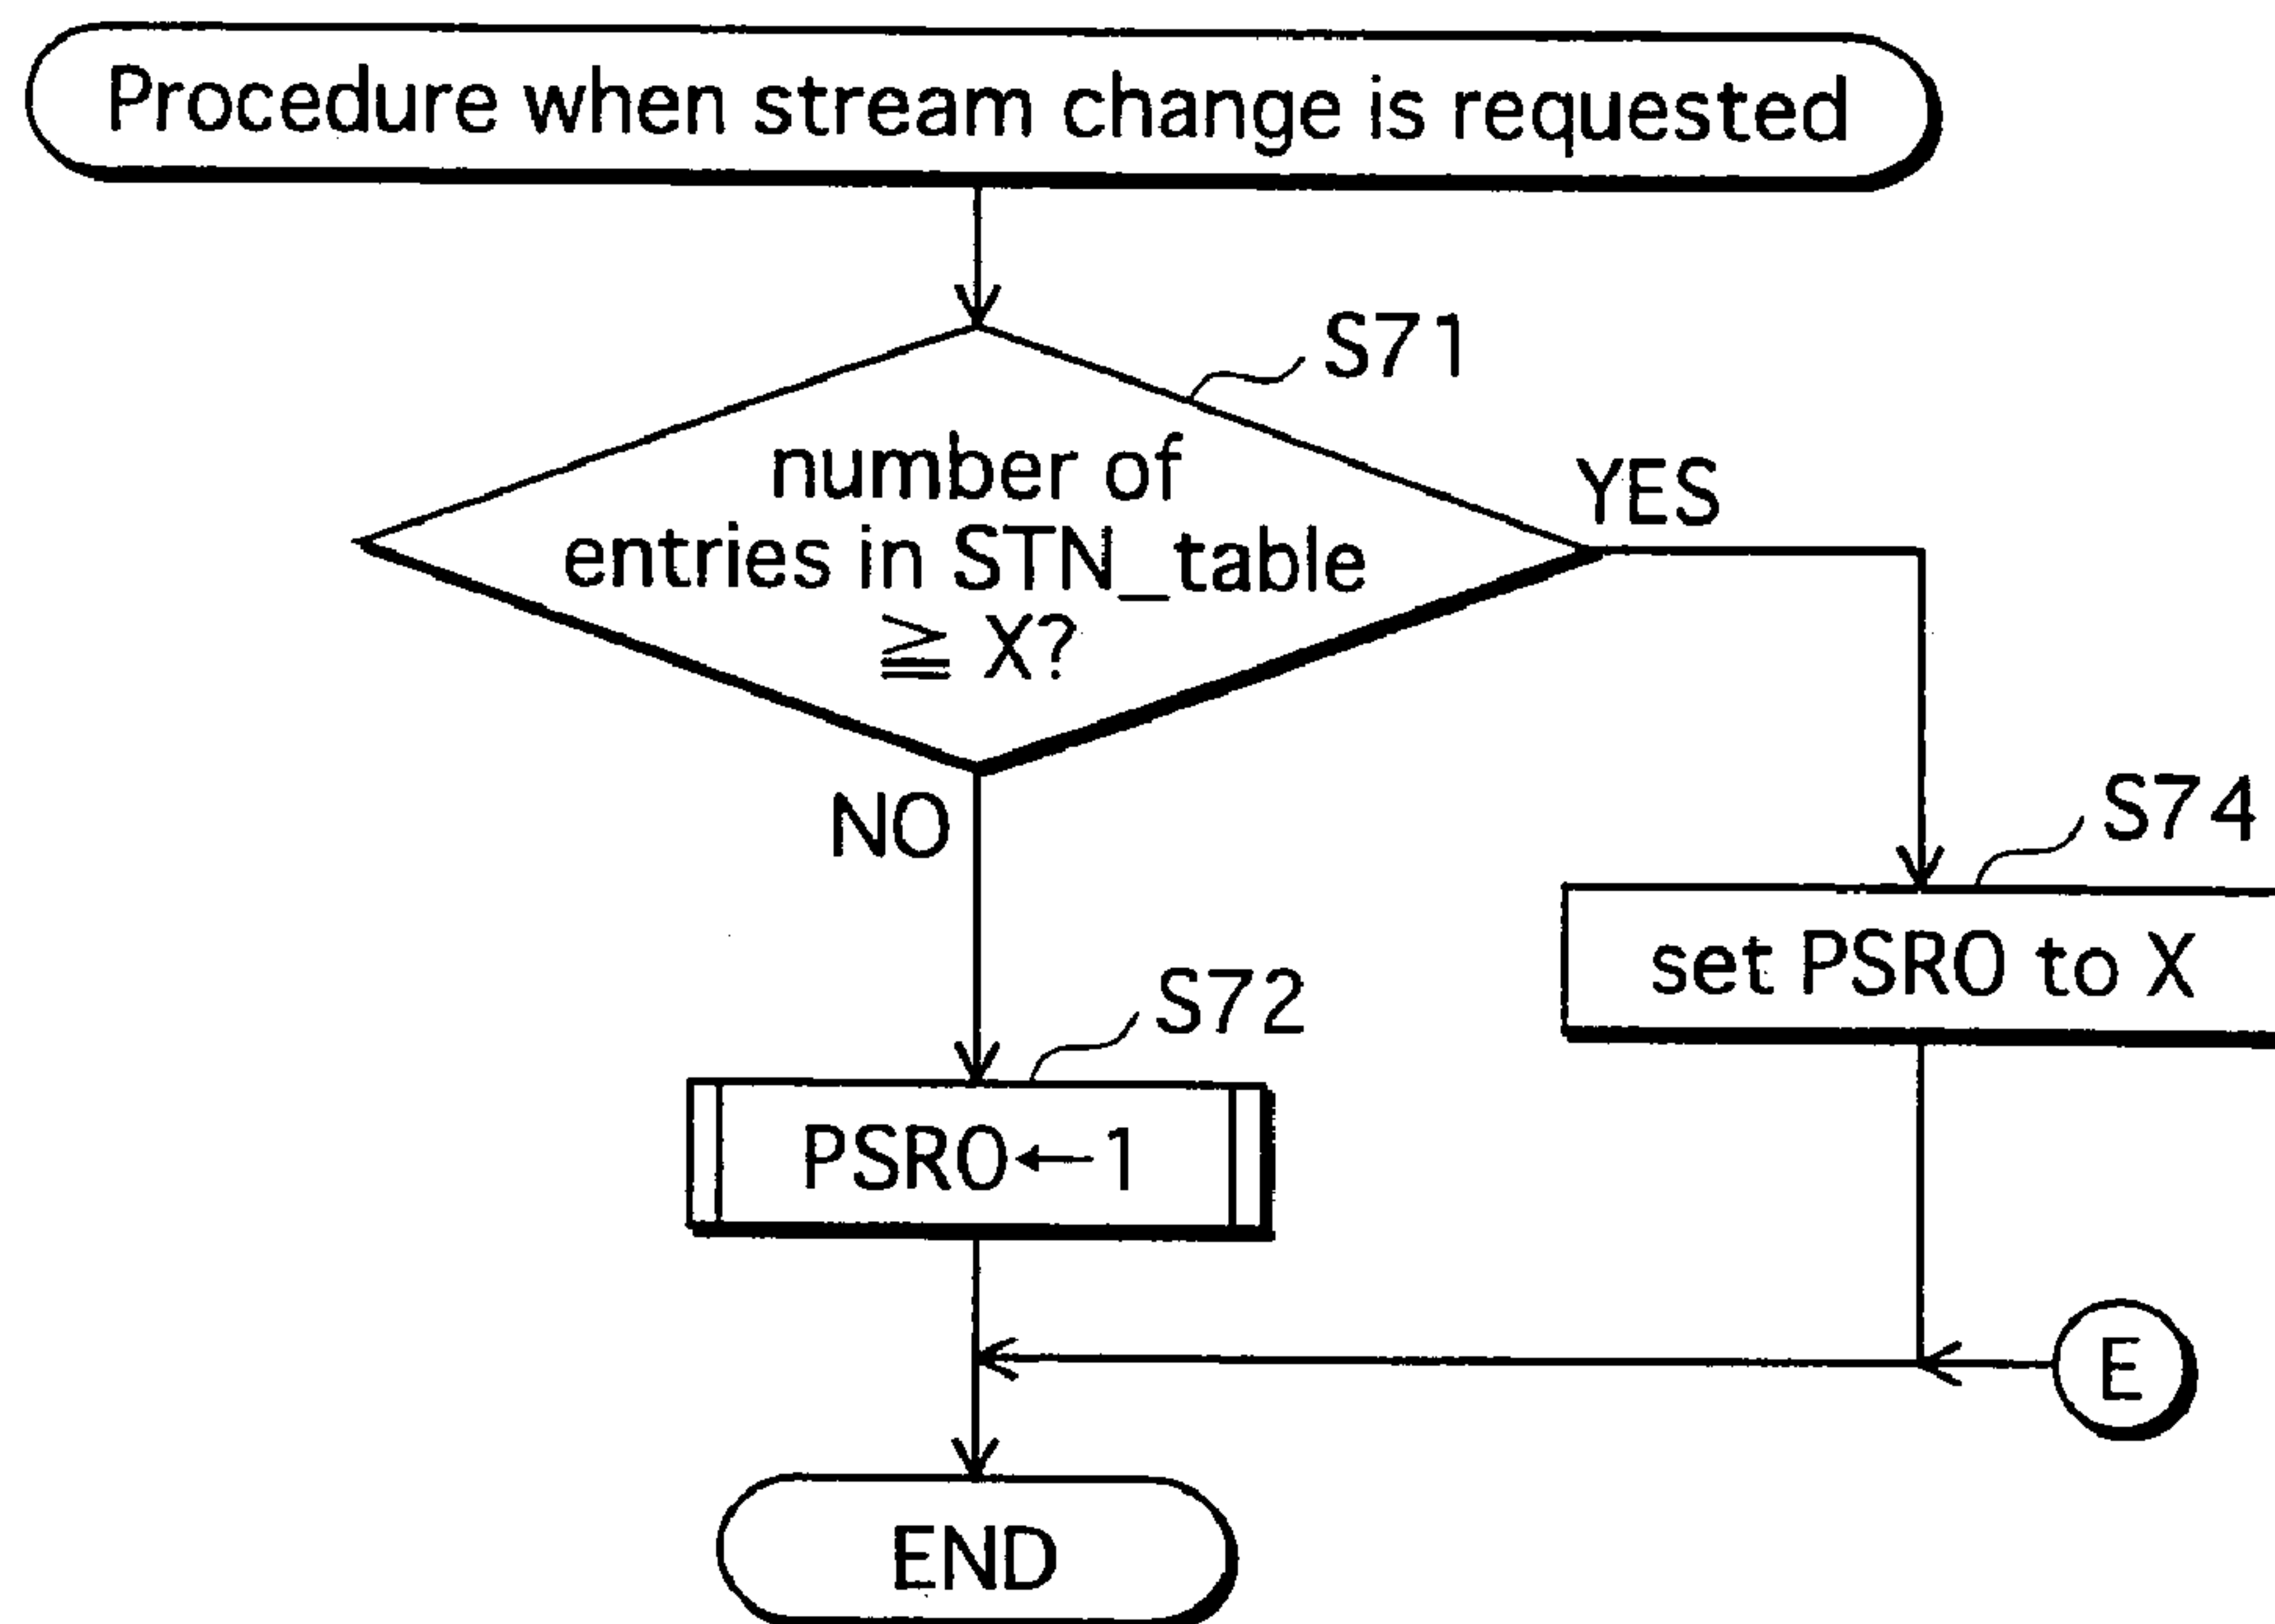 Procedure when stream change is requested
S71
number of
entries in STN_table
≧ X?
YES
NO
S74
set PSR0 to X
S72
PSR0←1
E
END